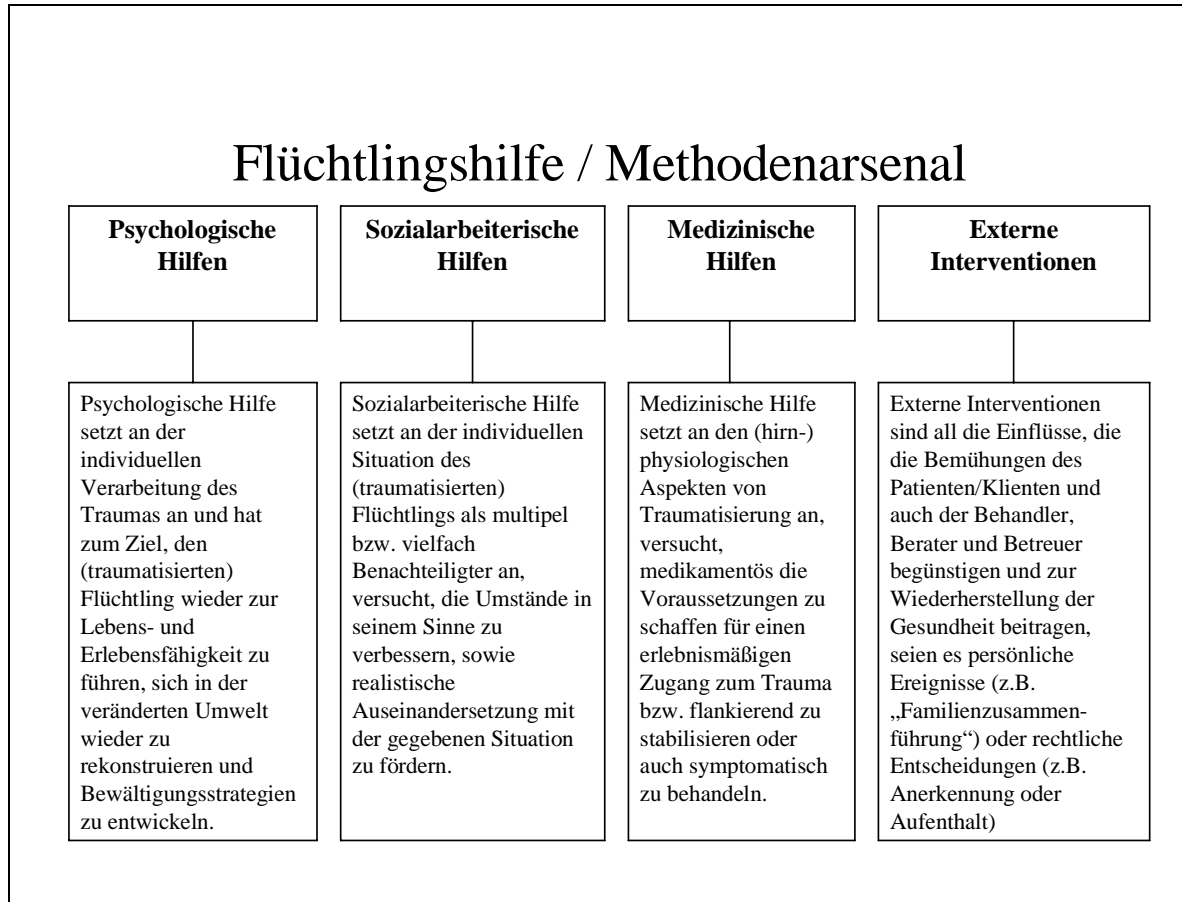 Flüchtlingshilfe / Methodenarsenal
Psychologische
Hilfen
Sozialarbeiterische
Hilfen
Medizinische
Hilfen
Externe
Interventionen
Psychologische Hilfe
setzt an der
individuellen
Verarbeitung des
Traumas an und hat
zum Ziel, den
(traumatisierten)
Flüchtling wieder zur
Lebens- und
Erlebensfähigkeit zu
führen, sich in der
veränderten Umwelt
wieder zu
rekonstruieren und
Bewältigungsstrategien
zu entwickeln.
Sozialarbeiterische Hilfe
setzt an der individuellen
Situation des
(traumatisierten)
Flüchtlings als multipel
bzw. vielfach
Benachteiligter an,
versucht, die Umstände in
seinem Sinne zu
verbessern, sowie
realistische
Auseinandersetzung mit
der gegebenen Situation
zu fördern.
Medizinische Hilfe
setzt an den (hirn-)
physiologischen
Aspekten von
Traumatisierung an,
versucht,
medikamentös die
Voraussetzungen zu
schaffen für einen
erlebnismäßigen
Zugang zum Trauma
bzw. flankierend zu
stabilisieren oder
auch symptomatisch
zu behandeln.
Externe Interventionen
sind all die Einflüsse, die
die Bemühungen des
Patienten/Klienten und
auch der Behandler,
Berater und Betreuer
begünstigen und zur
Wiederherstellung der
Gesundheit beitragen,
seien es persönliche
Ereignisse (z.B.
„Familienzusammen-
führung“) oder rechtliche
Entscheidungen (z.B.
Anerkennung oder
Aufenthalt)